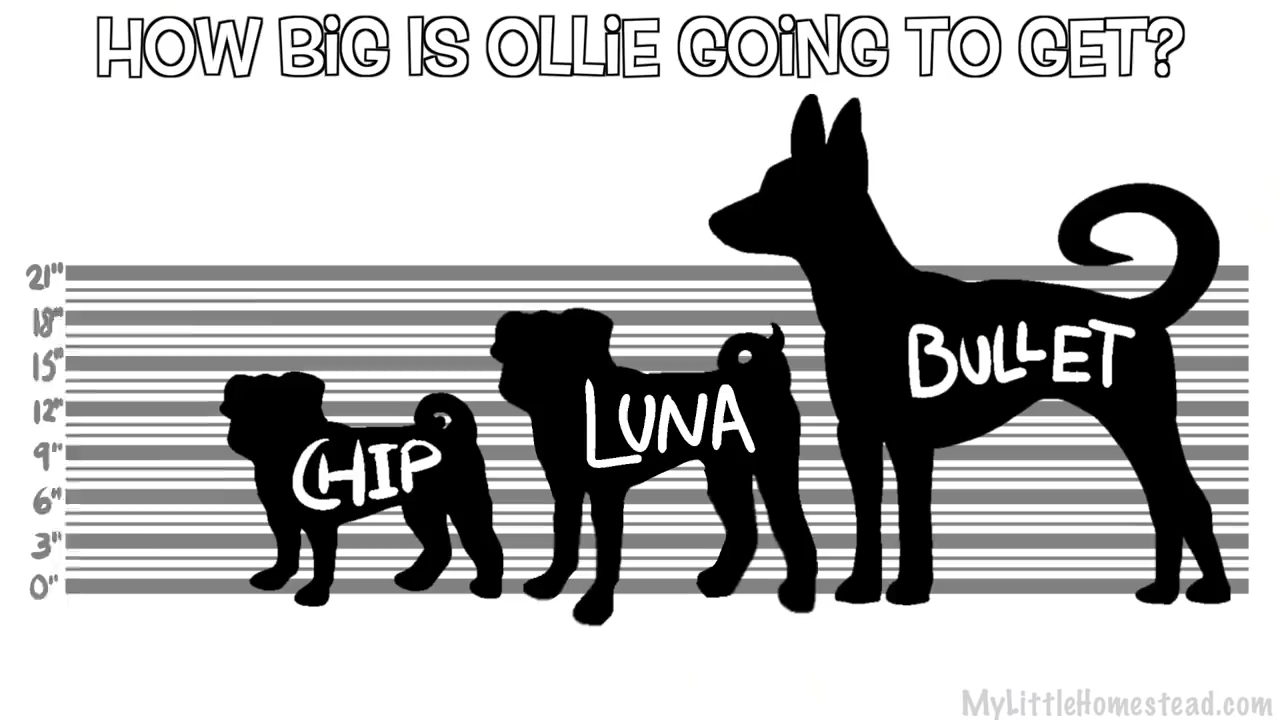 HOW BiG IS OLLiE GOiNG TO GET?
21"
18"
15"
12"
9"
6"
3"
0"
CHIP
LUNA
BULLET
MyLittleHomestead.com